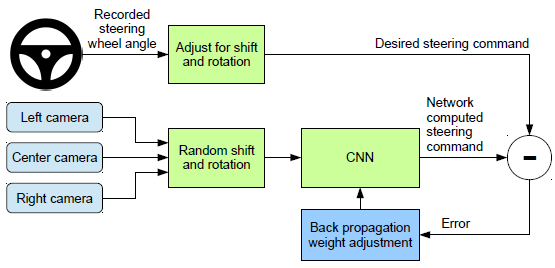 Recorded
steering
wheel angle
Adjust for shift
and rotation
Desired steering command
Left camera
Center camera
Right camera
Random shift
and rotation
CNN
Network
computed
steering
command
-
Back propagation
weight adjustment
Error